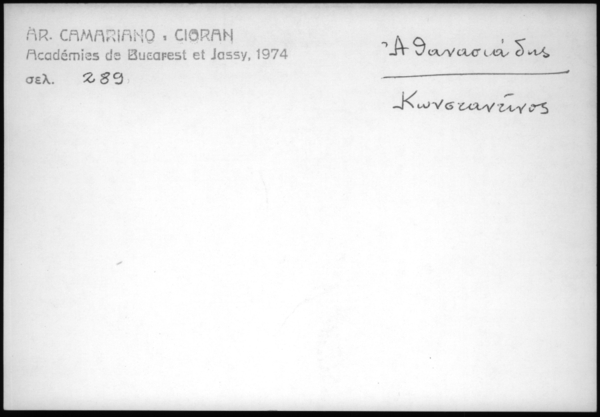 AR. CAMARIANO - CIORAN
Académies de Bucarest et Jassy, 1974
σελ. 289
Ἀθανασιάδης
Κωνσταντῖνος